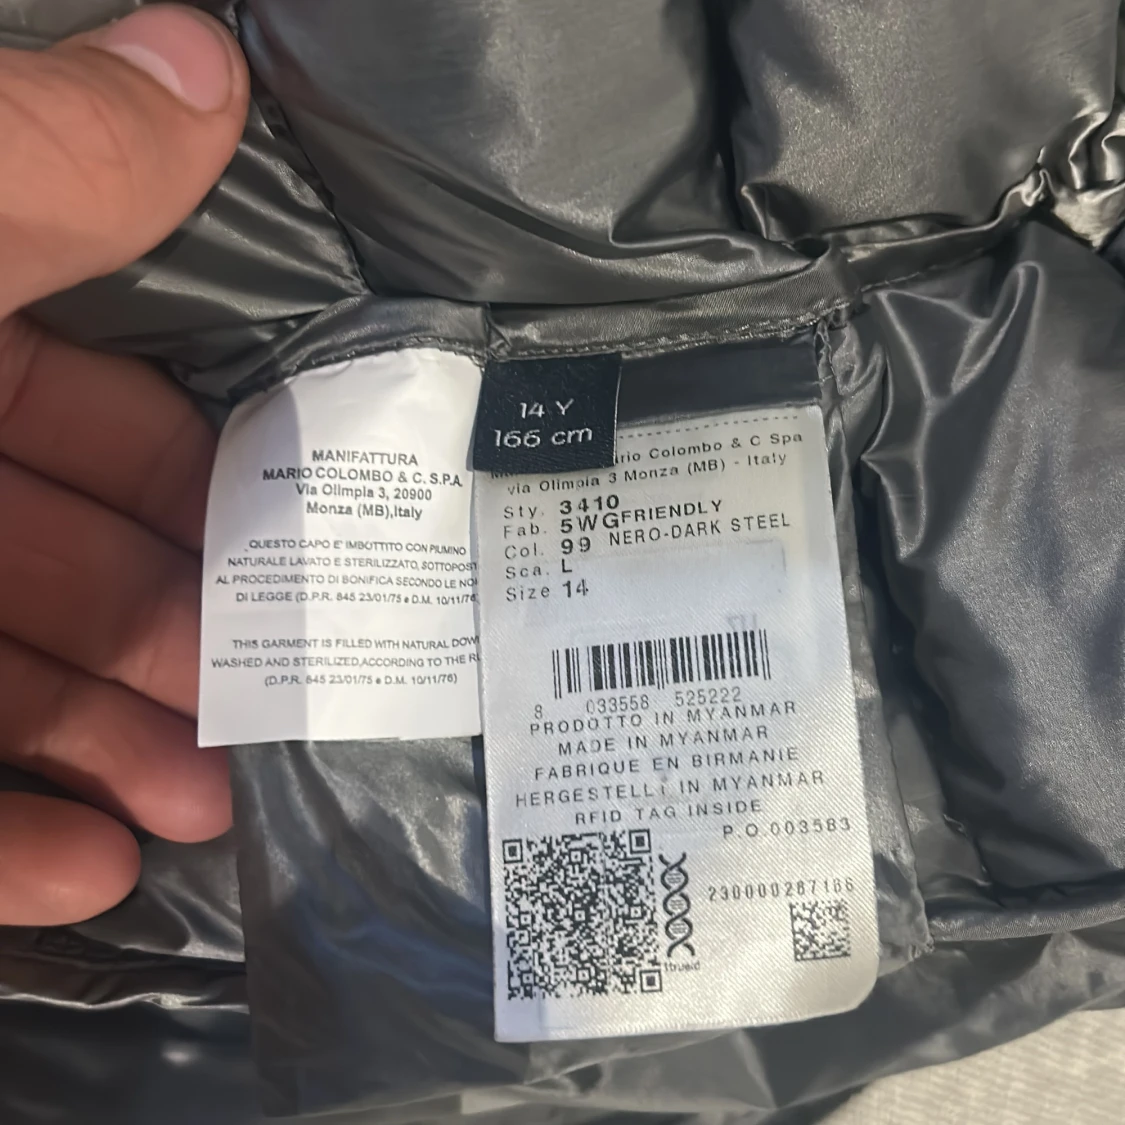 14 Y
166 cm
MANIFATTURA
MARIO COLOMBO & C. S.P.A.
Via Olimpia 3, 20900
Monza (MB),Italy
QUESTO CAPO E' IMBOTTITO CON PIUMINO
NATURALE LAVATO E STERILIZZATO, SOTTOPOST
AL PROCEDIMENTO DI BONIFICA SECONDO LE NO
DI LEGGE (D.P.R. 845 23/01/75 e D.M. 10/11/76
THIS GARMENT IS FILLED WITH NATURAL DOW
WASHED AND STERILIZED,ACCORDING TO THE RU
(D.P.R. 845 23/01/75 e D.M. 10/11/76)
rio Colombo & C Spa
via Olimpia 3 Monza (MB) - Italy
Sty. 3410
Fab. 5WGFRIENDLY
Col. 99 NERO-DARK STEEL
Sca. L
Size 14
8 033558 525222
PRODOTTO IN MYANMAR
MADE IN MYANMAR
FABRIQUE EN BIRMANIE
HERGESTELLT IN MYANMAR
RFID TAG INSIDE
P.O.003583
230000287186
1trueid